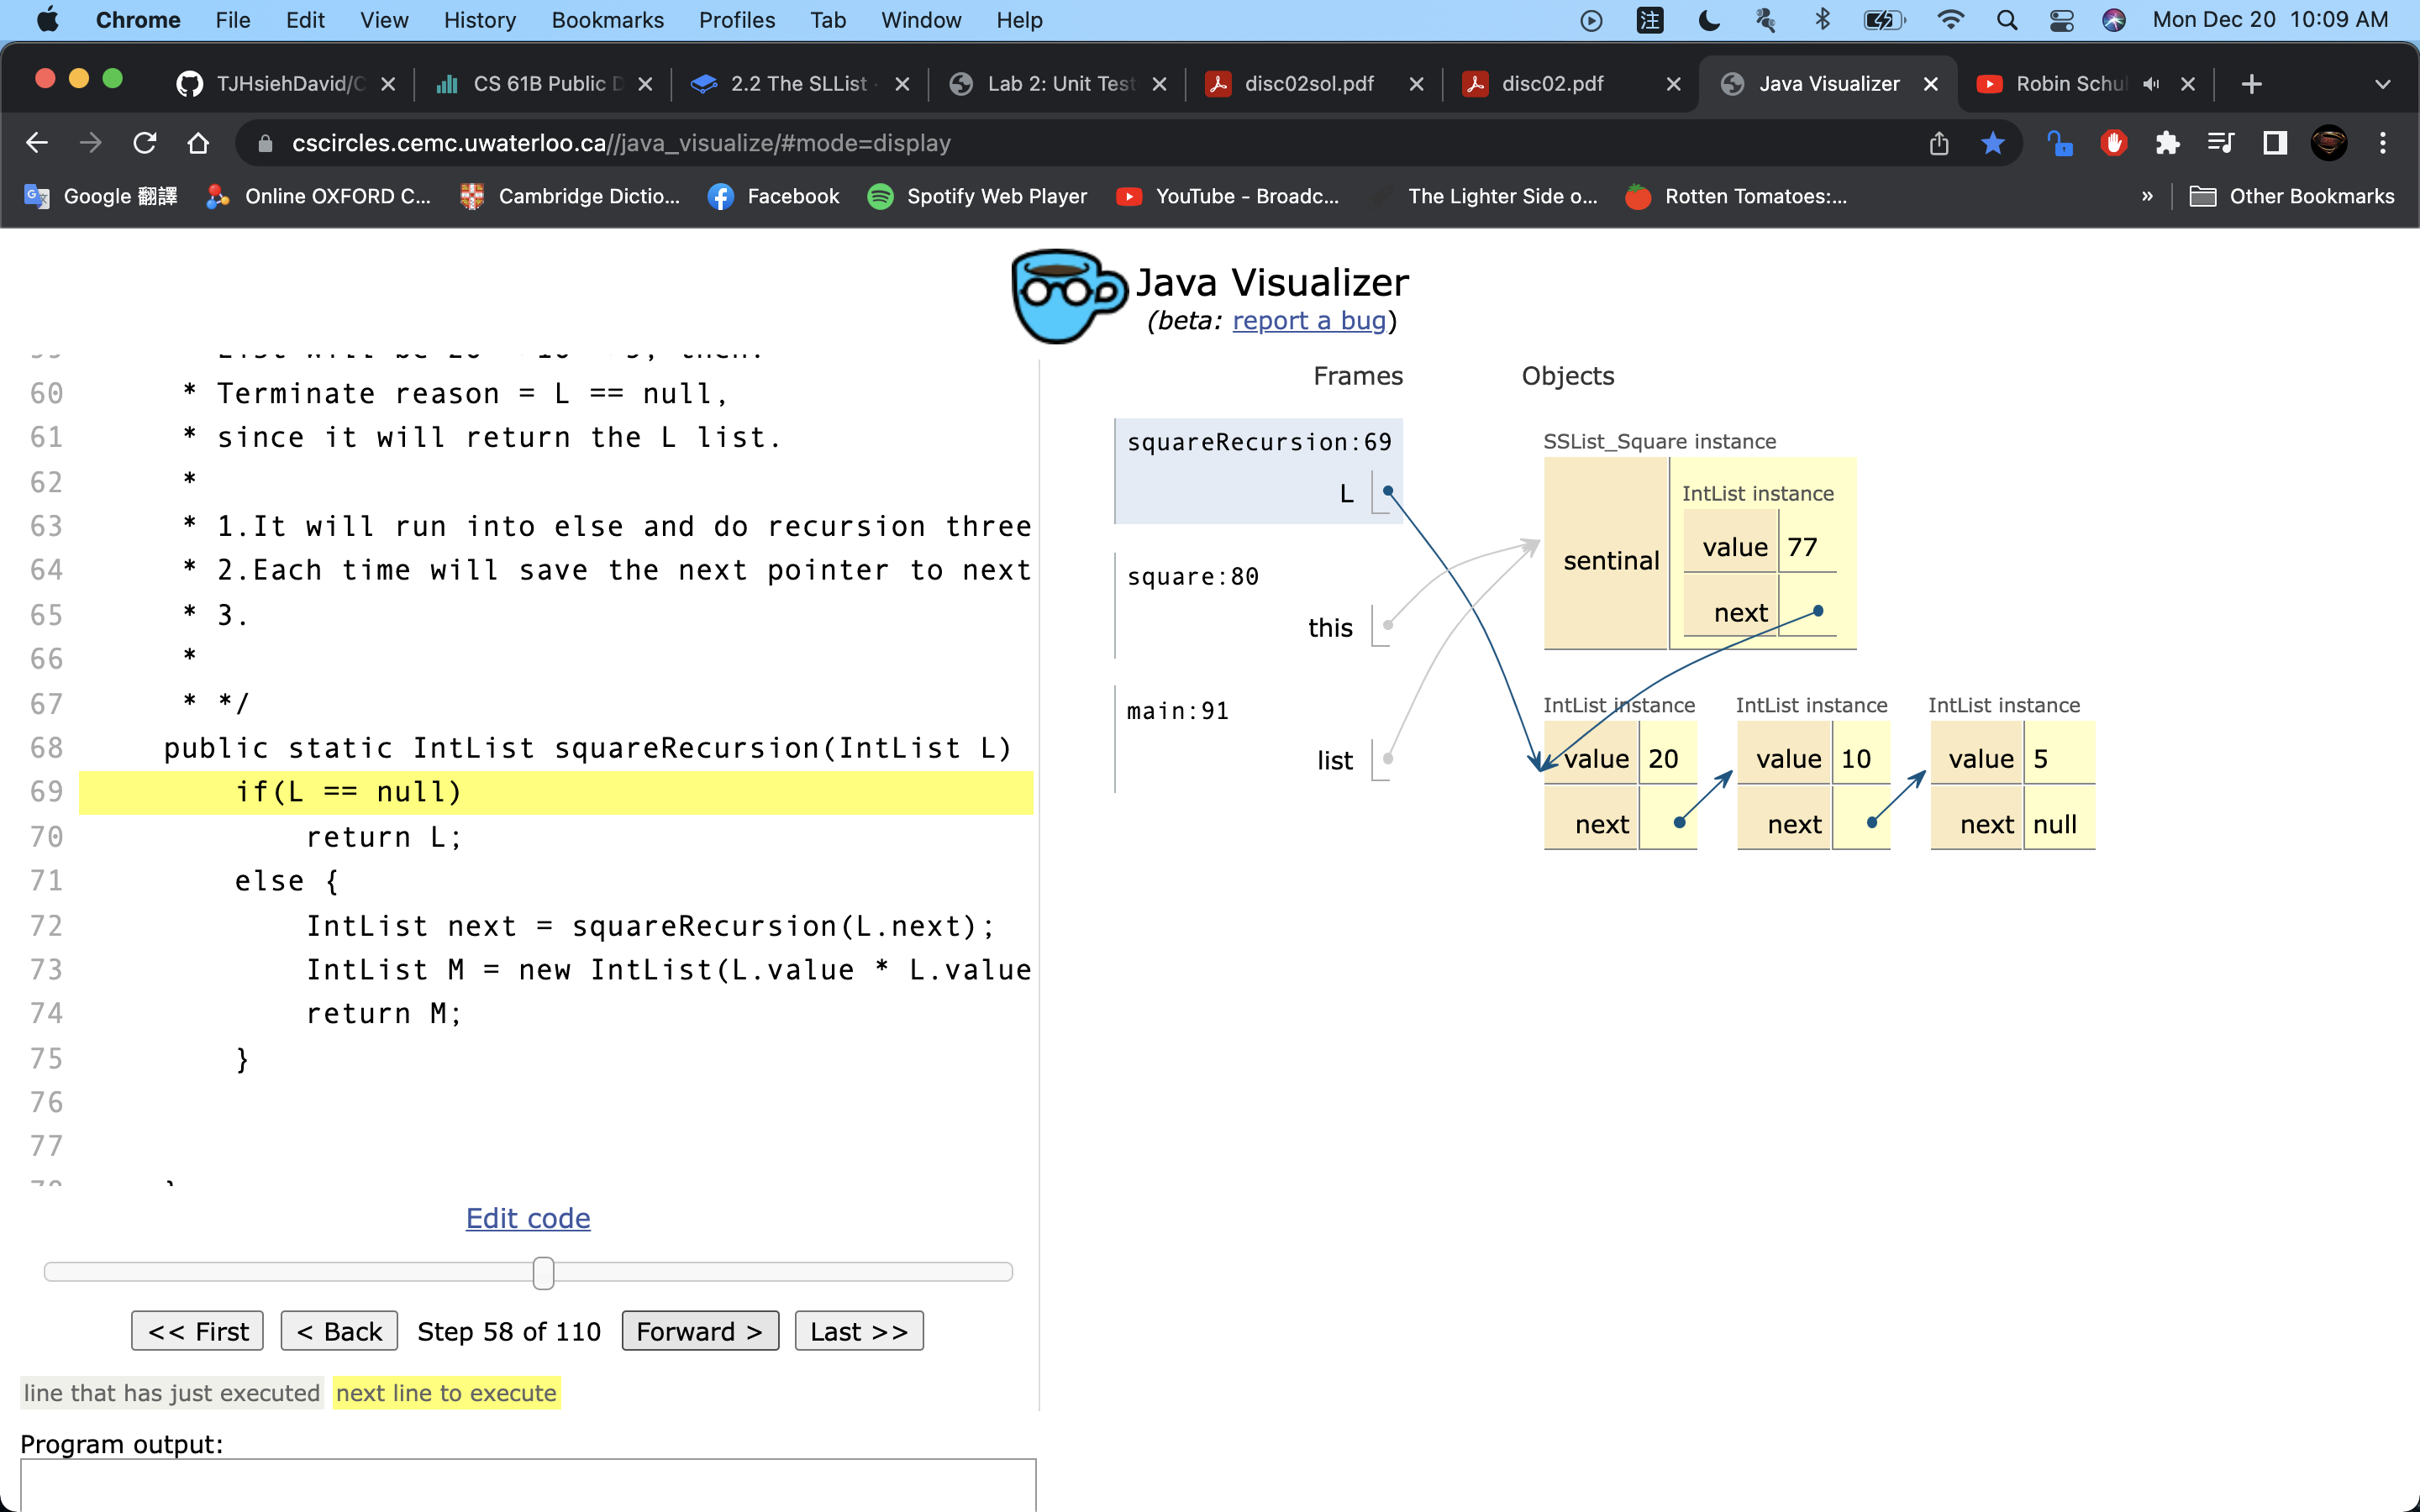 Chrome File Edit View History Bookmarks Profiles Tab Window Help 注 Mon Dec 20 10:09 AM
TJHsiehDavid/C CS 61B Public D 2.2 The SLList · Lab 2: Unit Test disc02sol.pdf disc02.pdf Java Visualizer Robin Schul
cscircles.cemc.uwaterloo.ca//java_visualize/#mode=display
Google 翻譯 Online OXFORD C... Cambridge Dictio... Facebook Spotify Web Player YouTube - Broadc... The Lighter Side o... Rotten Tomatoes:... » Other Bookmarks
Java Visualizer
(beta: report a bug)
60 * Terminate reason = L == null,
61 * since it will return the L list.
62 *
63 * 1.It will run into else and do recursion three
64 * 2.Each time will save the next pointer to next
65 * 3.
66 *
67 * */
68 public static IntList squareRecursion(IntList L)
69 if(L == null)
70 return L;
71 else {
72 IntList next = squareRecursion(L.next);
73 IntList M = new IntList(L.value * L.value
74 return M;
75 }
76
77
Edit code
<< First < Back Step 58 of 110 Forward > Last >>
line that has just executed next line to execute
Program output:
Frames Objects
squareRecursion:69
L
square:80
this
main:91
list
SSList_Square instance
sentinal
IntList instance
value 77
next
IntList instance IntList instance IntList instance
value 20 value 10 value 5
next next next null